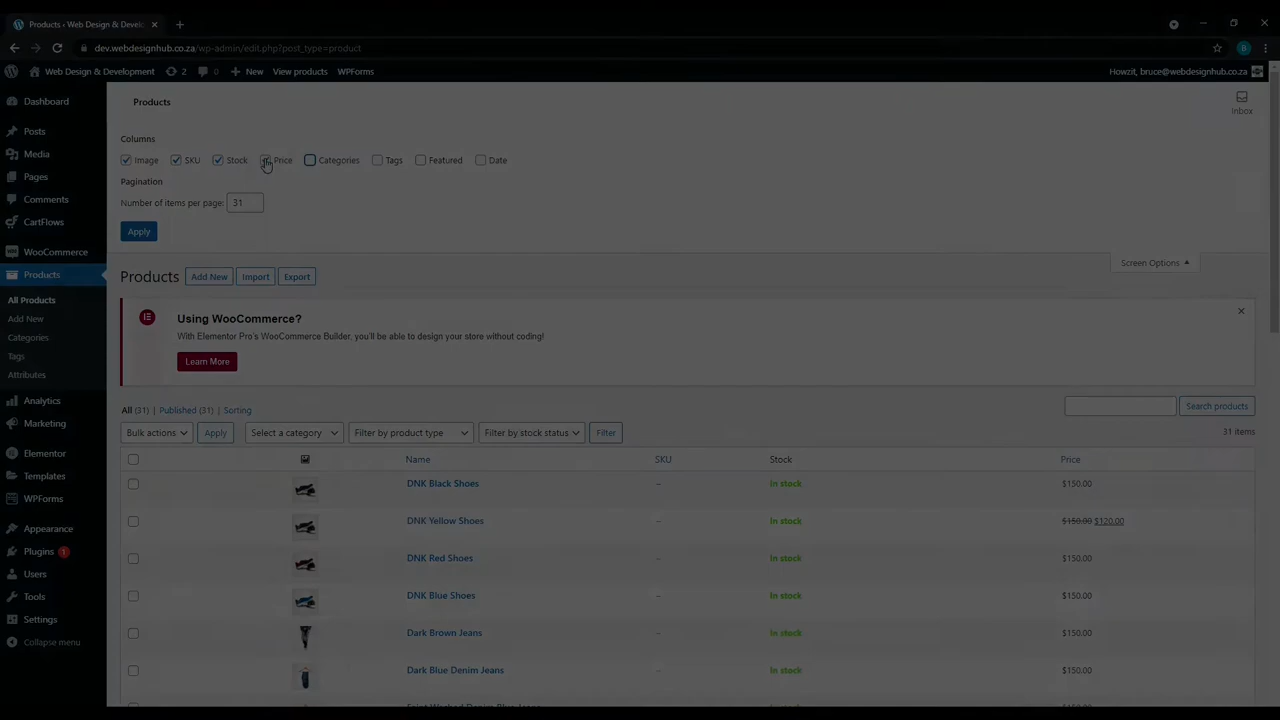 Products ‹ Web Design & Develo
dev.webdesignhub.co.za/wp-admin/edit.php?post_type=product
B
Web Design & Development 2 0 New View products WPForms Howzit, bruce@webdesignhub.co.za
Dashboard
Posts
Media
Pages
Comments
CartFlows
WooCommerce
Products
All Products
Add New
Categories
Tags
Attributes
Analytics
Marketing
Elementor
Templates
WPForms
Appearance
Plugins 1
Users
Tools
Settings
Collapse menu
Products
Inbox
Columns
Image SKU Stock Price Categories Tags Featured Date
Pagination
Number of items per page: 31
Apply
Screen Options
Products Add New Import Export
Using WooCommerce?
With Elementor Pro's WooCommerce Builder, you'll be able to design your store without coding!
Learn More
All (31) | Published (31) | Sorting
Search products
Bulk actions Apply Select a category Filter by product type Filter by stock status Filter
31 items
Name SKU Stock Price
DNK Black Shoes – In stock $150.00
DNK Yellow Shoes – In stock $150.00 $120.00
DNK Red Shoes – In stock $150.00
DNK Blue Shoes – In stock $150.00
Dark Brown Jeans – In stock $150.00
Dark Blue Denim Jeans – In stock $150.00